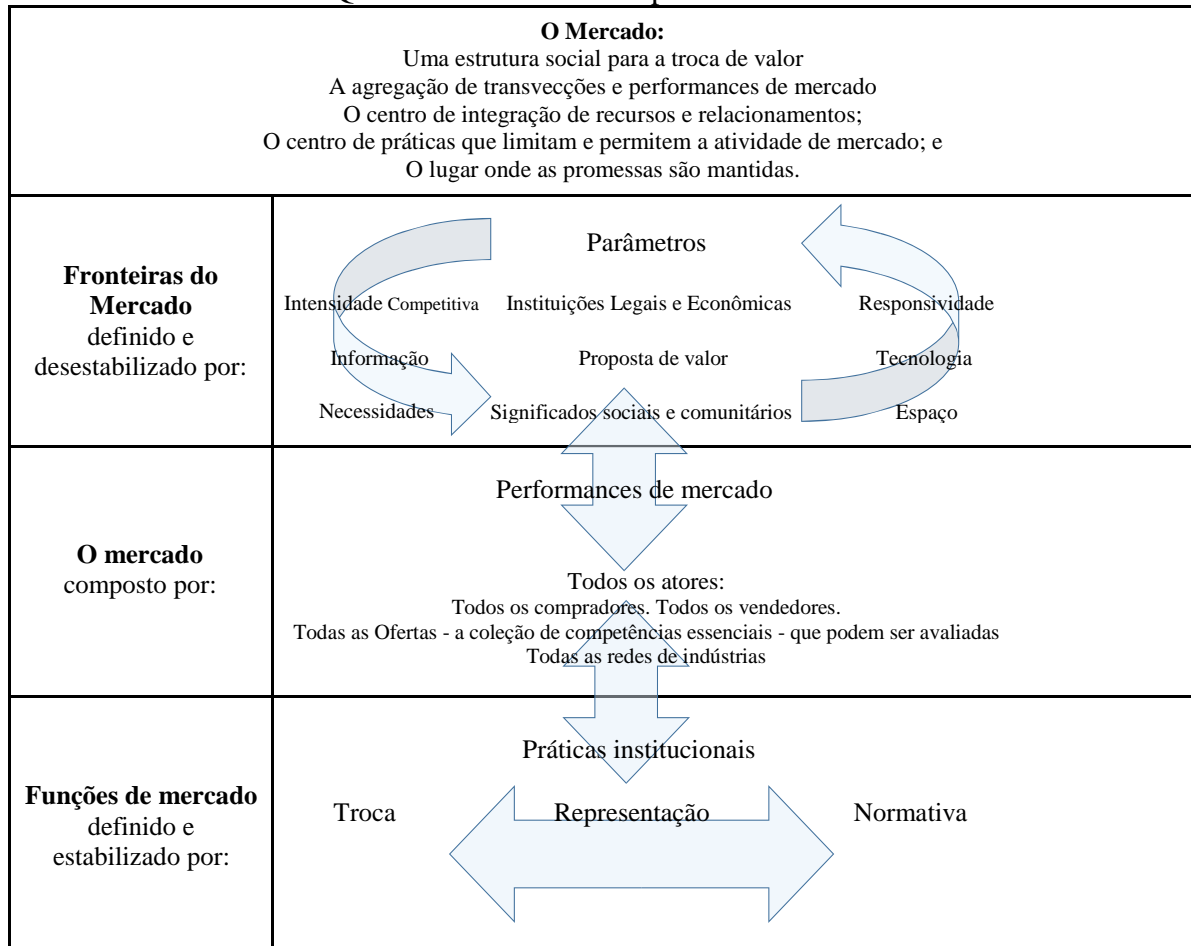 O Mercado:
Uma estrutura social para a troca de valor
A agregação de transvecções e performances de mercado
O centro de integração de recursos e relacionamentos;
O centro de práticas que limitam e permitem a atividade de mercado; e
O lugar onde as promessas são mantidas.
Fronteiras do
Mercado
definido e
desestabilizado por:
Parâmetros
Intensidade Competitiva Instituições Legais e Econômicas Responsividade
Informação Proposta de valor Tecnologia
Necessidades Significados sociais e comunitários Espaço
O mercado
composto por:
Performances de mercado
Todos os atores:
Todos os compradores. Todos os vendedores.
Todas as Ofertas - a coleção de competências essenciais - que podem ser avaliadas
Todas as redes de indústrias
Funções de mercado
definido e
estabilizado por:
Práticas institucionais
Troca Representação Normativa